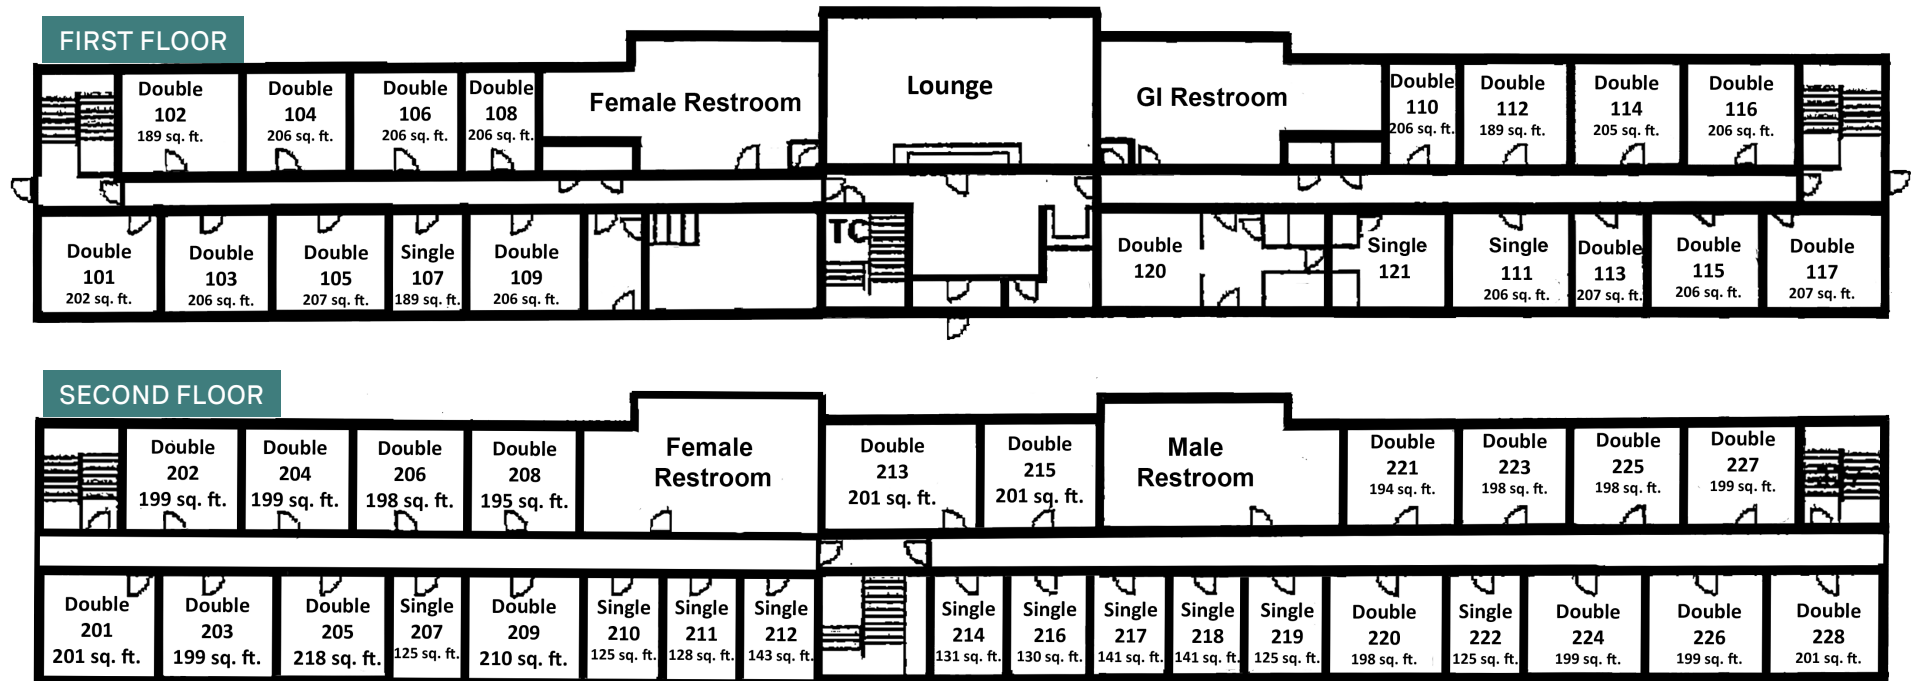 FIRST FLOOR
Double
102
189 sq. ft.
Double
104
206 sq. ft.
Double
106
206 sq. ft.
Double
108
206 sq. ft.
Female Restroom
Lounge
GI Restroom
Double
110
206 sq. ft.
Double
112
189 sq. ft.
Double
114
205 sq. ft.
Double
116
206 sq. ft.
Double
101
202 sq. ft.
Double
103
206 sq. ft.
Double
105
207 sq. ft.
Single
107
189 sq. ft.
Double
109
206 sq. ft.
TC
Double
120
Single
121
Single
111
206 sq. ft.
Double
113
207 sq. ft.
Double
115
206 sq. ft.
Double
117
207 sq. ft.
SECOND FLOOR
Double
202
199 sq. ft.
Double
204
199 sq. ft.
Double
206
198 sq. ft.
Double
208
195 sq. ft.
Female
Restroom
Double
213
201 sq. ft.
Double
215
201 sq. ft.
Male
Restroom
Double
221
194 sq. ft.
Double
223
198 sq. ft.
Double
225
198 sq. ft.
Double
227
199 sq. ft.
Double
201
201 sq. ft.
Double
203
199 sq. ft.
Double
205
218 sq. ft.
Single
207
125 sq. ft.
Double
209
210 sq. ft.
Single
210
125 sq. ft.
Single
211
128 sq. ft.
Single
212
143 sq. ft.
Single
214
131 sq. ft.
Single
216
130 sq. ft.
Single
217
141 sq. ft.
Single
218
141 sq. ft.
Single
219
125 sq. ft.
Double
220
198 sq. ft.
Single
222
125 sq. ft.
Double
224
199 sq. ft.
Double
226
199 sq. ft.
Double
228
201 sq. ft.